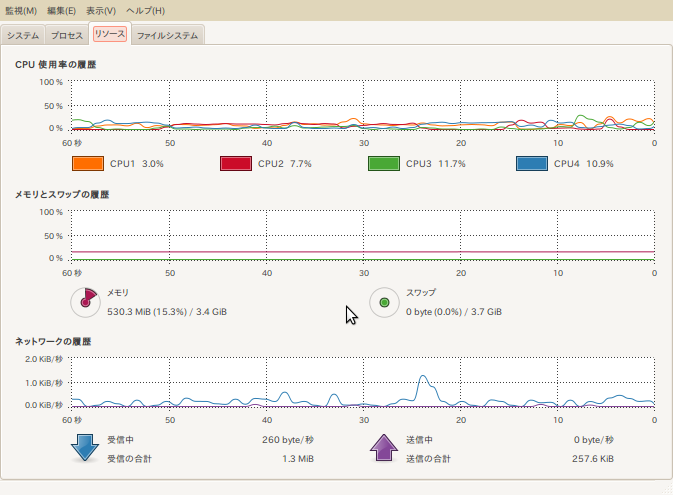 監視(M) 編集(E) 表示(V) ヘルプ(H)
システム プロセス リソース ファイルシステム
CPU 使用率の履歴
100 %
50 %
0 %
60 秒 50 40 30 20 10 0
CPU1 3.0% CPU2 7.7% CPU3 11.7% CPU4 10.9%
メモリとスワップの履歴
100 %
50 %
0 %
60 秒 50 40 30 20 10 0
メモリ スワップ
530.3 MiB (15.3%) / 3.4 GiB 0 byte (0.0%) / 3.7 GiB
ネットワークの履歴
2.0 KiB/秒
1.0 KiB/秒
0.0 KiB/秒
60 秒 50 40 30 20 10 0
受信中 260 byte/秒 送信中 0 byte/秒
受信の合計 1.3 MiB 送信の合計 257.6 KiB